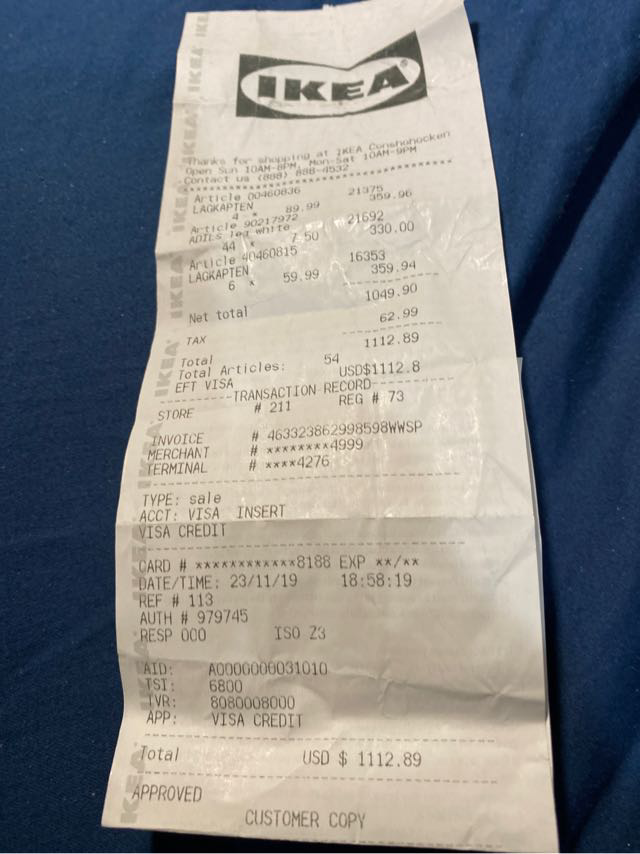 IKEA
Thanks for shopping at IKEA Conshohocken
Open Sun 10AM-8PM, Mon-Sat 10AM-9PM
Contact us (888) 888-4532
Article 00460836 21375
LAGKAPTEN 359.96
4 * 89.99
Article 90217972 21692
ADILS leg white 330.00
44 * 7.50
Article 40460815 16353
LAGKAPTEN 359.94
6 * 59.99
1049.90
Net total
62.99
TAX
1112.89
Total
Total Articles: 54
EFT VISA USD$1112.8
----------TRANSACTION RECORD----------
STORE # 211 REG # 73
INVOICE # 463323862998598WWSP
MERCHANT # ********4999
TERMINAL # ****4276
TYPE: sale
ACCT: VISA INSERT
VISA CREDIT
CARD # ************8188 EXP **/**
DATE/TIME: 23/11/19 18:58:19
REF # 113
AUTH # 979745
RESP 000 ISO Z3
AID: A0000000031010
TSI: 6800
TVR: 8080008000
APP: VISA CREDIT
Total USD $ 1112.89
APPROVED
CUSTOMER COPY